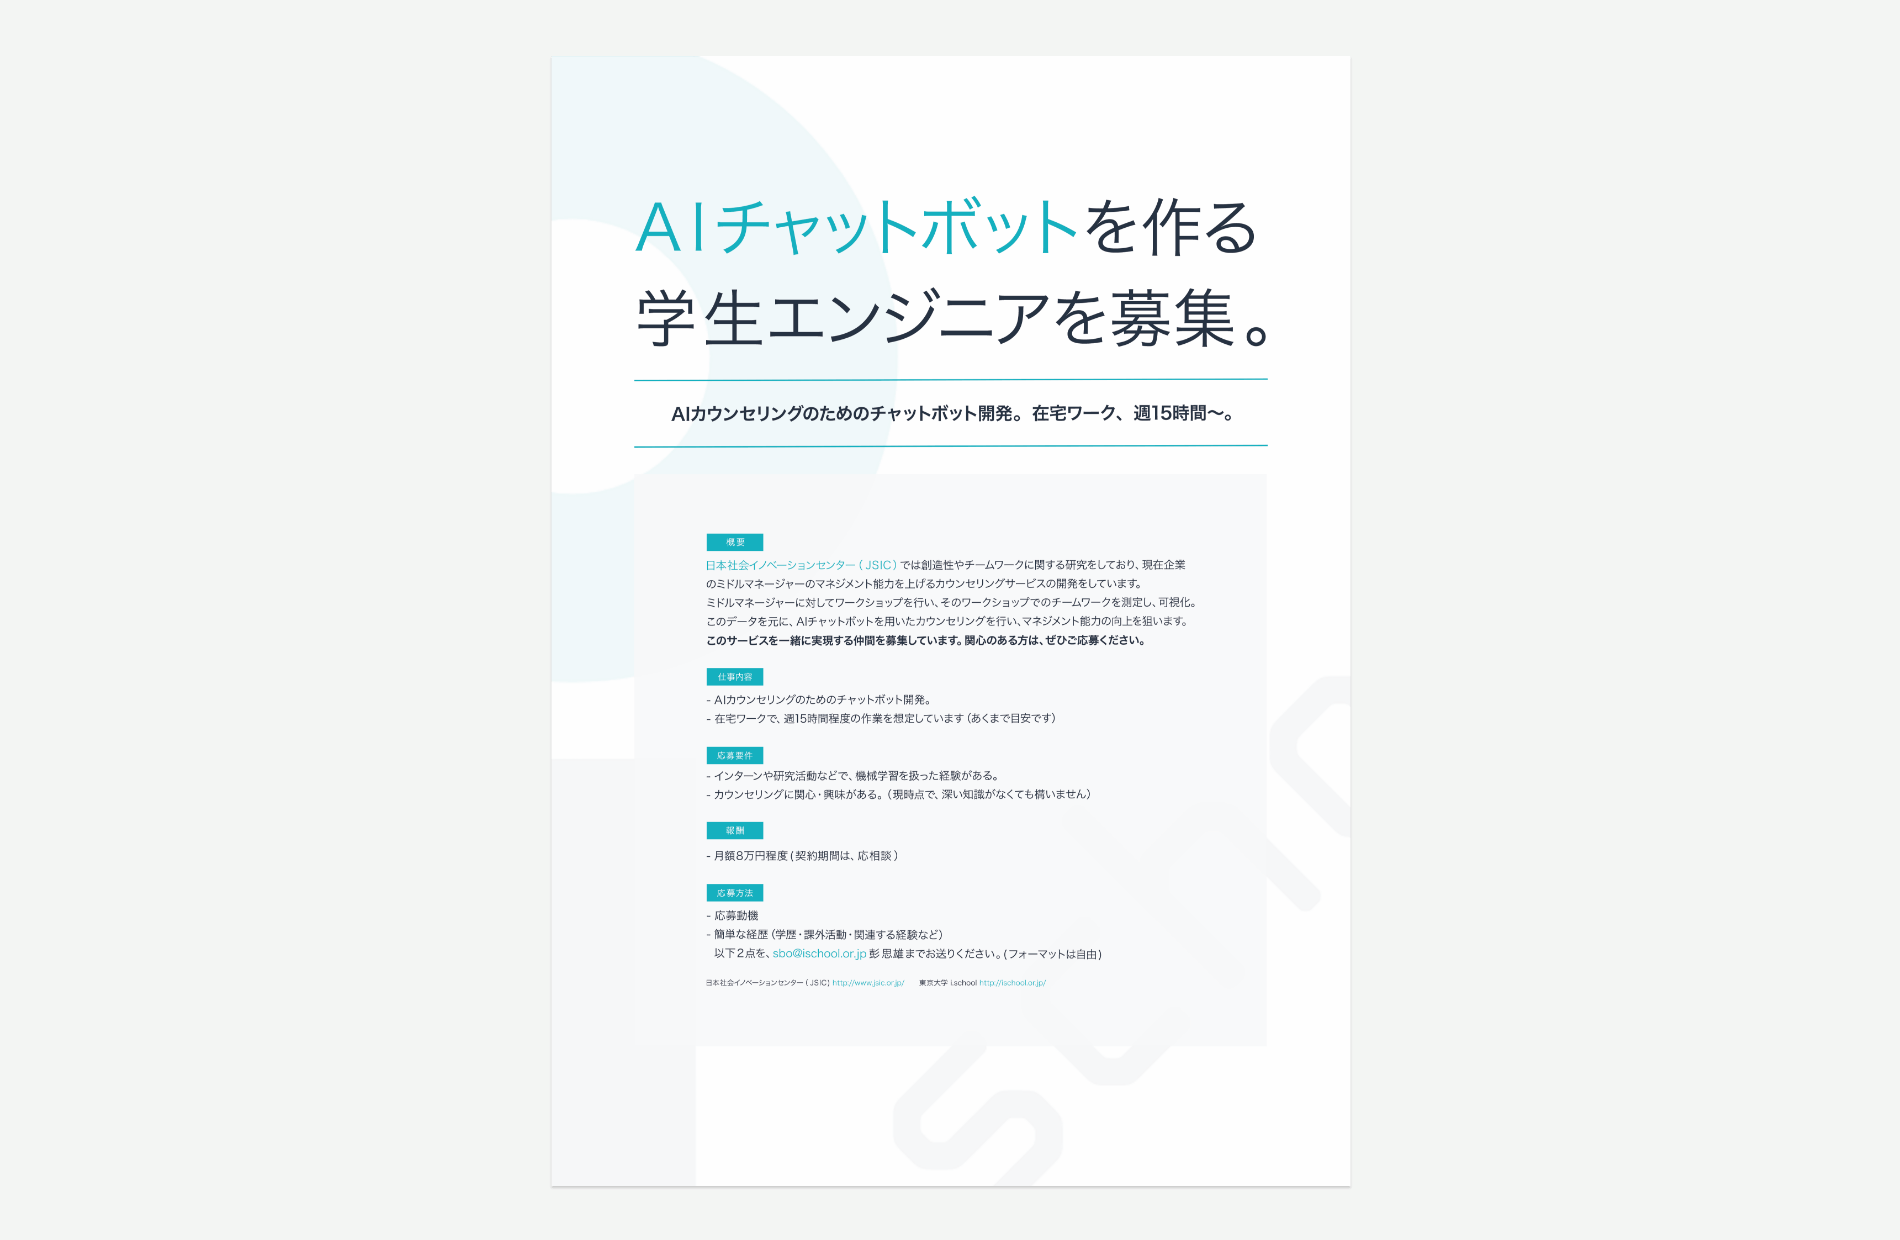 AIチャットボットを作る
学生エンジニアを募集。
AIカウンセリングのためのチャットボット開発。在宅ワーク、週15時間〜。
概要
日本社会イノベーションセンター（JSIC）では創造性やチームワークに関する研究をしており、現在企業
のミドルマネージャーのマネジメント能力を上げるカウンセリングサービスの開発をしています。
ミドルマネージャーに対してワークショップを行い、そのワークショップでのチームワークを測定し、可視化。
このデータを元に、AIチャットボットを用いたカウンセリングを行い、マネジメント能力の向上を狙います。
このサービスを一緒に実現する仲間を募集しています。関心のある方は、ぜひご応募ください。
仕事内容
- AIカウンセリングのためのチャットボット開発。
- 在宅ワークで、週15時間程度の作業を想定しています（あくまで目安です）
応募要件
- インターンや研究活動などで、機械学習を扱った経験がある。
- カウンセリングに関心・興味がある。（現時点で、深い知識がなくても構いません）
報酬
- 月額8万円程度(契約期間は、応相談)
応募方法
- 応募動機
- 簡単な経歴（学歴・課外活動・関連する経験など）
以下２点を、sbo@ischool.or.jp 彭 思雄までお送りください。(フォーマットは自由)
日本社会イノベーションセンター（JSIC）http://www.jsic.or.jp/ 東京大学 i.school http://ischool.or.jp/